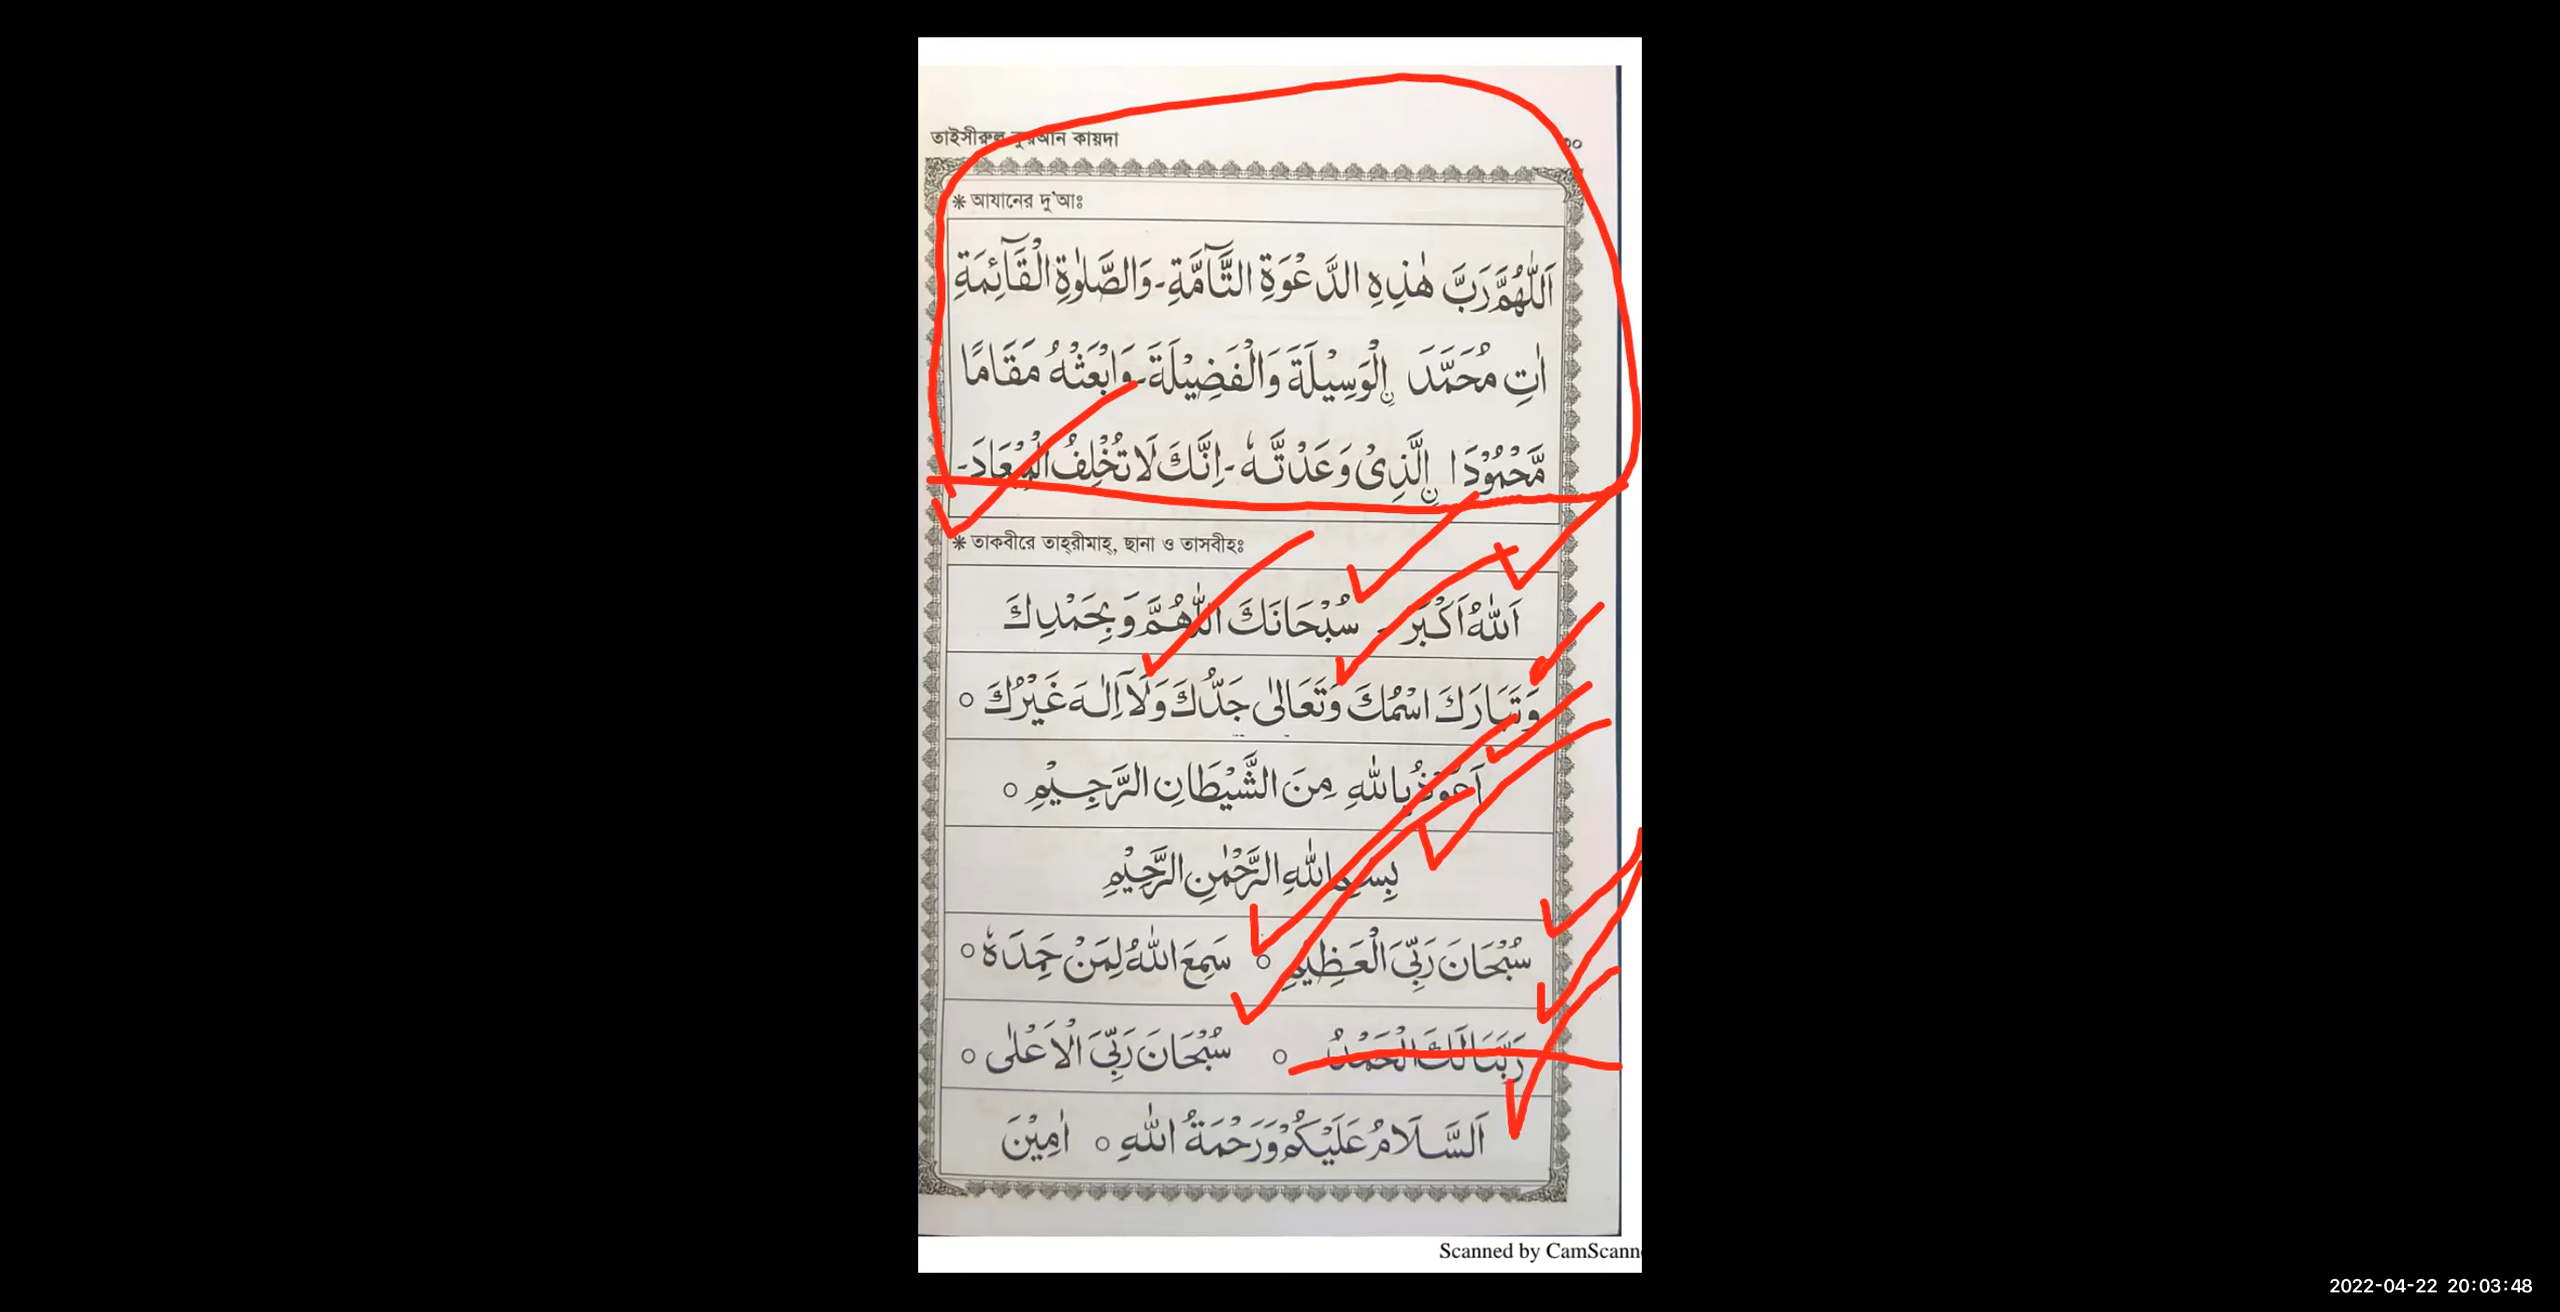 তাইসীরুল কুরআন কায়দা
❋ আযানের দু'আঃ
اَللّٰهُمَّ رَبَّ هٰذِهِ الدَّعْوَةِ التَّآمَّةِ - وَالصَّلٰوةِ الْقَآئِمَةِ
اٰتِ مُحَمَّدَ نِ الْوَسِيْلَةَ وَالْفَضِيْلَةَ - وَابْعَثْهُ مَقَامًا
مَّحْمُوْدَا نِ الَّذِىْ وَعَدْتَّهٗ - اِنَّكَ لَا تُخْلِفُ الْمِيْعَادَ -
❋ তাকবীরে তাহ্‌রীমাহ্‌, ছানা ও তাসবীহঃ
اَللّٰهُ اَكْبَرْ - سُبْحَانَكَ اللّٰهُمَّ وَبِحَمْدِكَ
وَتَبَارَكَ اسْمُكَ وَتَعَالٰى جَدُّكَ وَلَآ اِلٰهَ غَيْرُكَ ○
اَعُوْذُ بِاللّٰهِ مِنَ الشَّيْطَانِ الرَّجِيْمِ ○
بِسْمِ اللّٰهِ الرَّحْمٰنِ الرَّحِيْمِ
سُبْحَانَ رَبِّىَ الْعَظِيْمِ ○ سَمِعَ اللّٰهُ لِمَنْ حَمِدَهٗ ○
رَبَّنَا لَكَ الْحَمْدُ ○ سُبْحَانَ رَبِّىَ الْاَعْلٰى ○
اَلسَّلَامُ عَلَيْكُمْ وَرَحْمَةُ اللّٰهِ ○ اٰمِيْنَ
Scanned by CamScann
2022-04-22 20:03:48